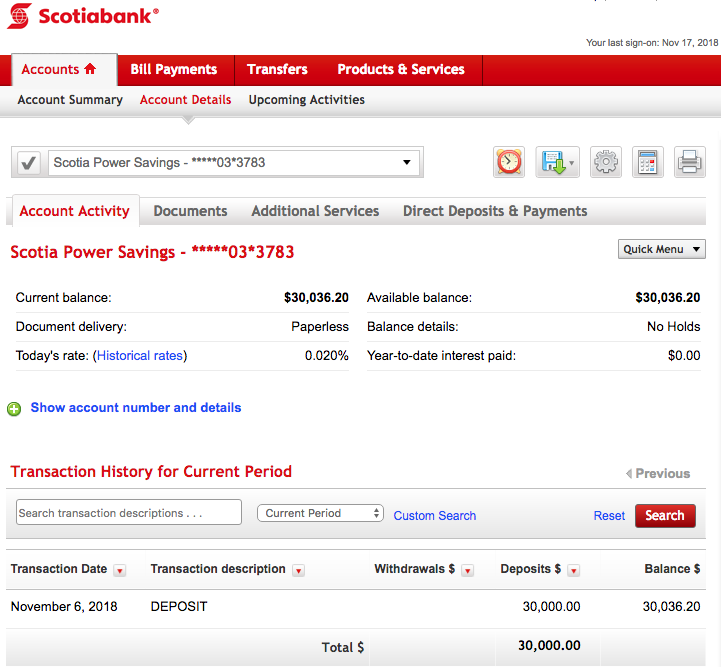 Scotiabank®
Your last sign-on: Nov 17, 2018
Accounts Bill Payments Transfers Products & Services
Account Summary Account Details Upcoming Activities
Scotia Power Savings - *****03*3783
Account Activity Documents Additional Services Direct Deposits & Payments
Scotia Power Savings - *****03*3783 Quick Menu
Current balance: $30,036.20 Available balance: $30,036.20
Document delivery: Paperless Balance details: No Holds
Today's rate: (Historical rates) 0.020% Year-to-date interest paid: $0.00
Show account number and details
Transaction History for Current Period Previous
Search transaction descriptions . . . Current Period Custom Search Reset Search
Transaction Date Transaction description Withdrawals $ Deposits $ Balance $
November 6, 2018 DEPOSIT 30,000.00 30,036.20
Total $ 30,000.00